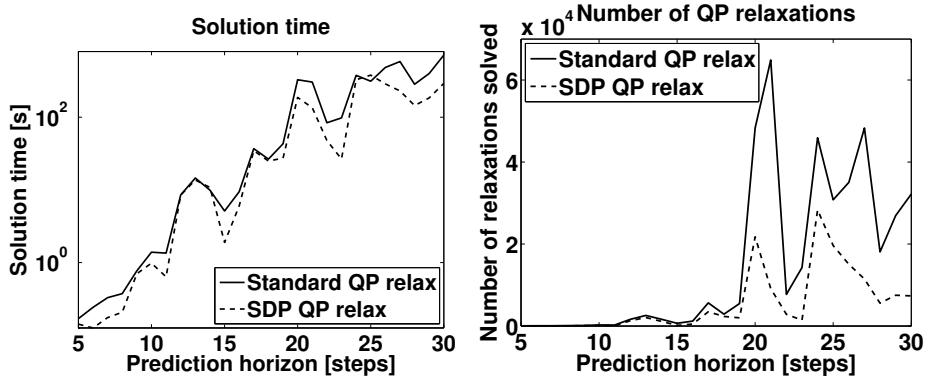 Solution time
Solution time [s]
10^2
10^0
Standard QP relax
SDP QP relax
5 10 15 20 25 30
Prediction horizon [steps]
x 10^4
Number of QP relaxations
Number of relaxations solved
6
4
2
0
Standard QP relax
SDP QP relax
5 10 15 20 25 30
Prediction horizon [steps]